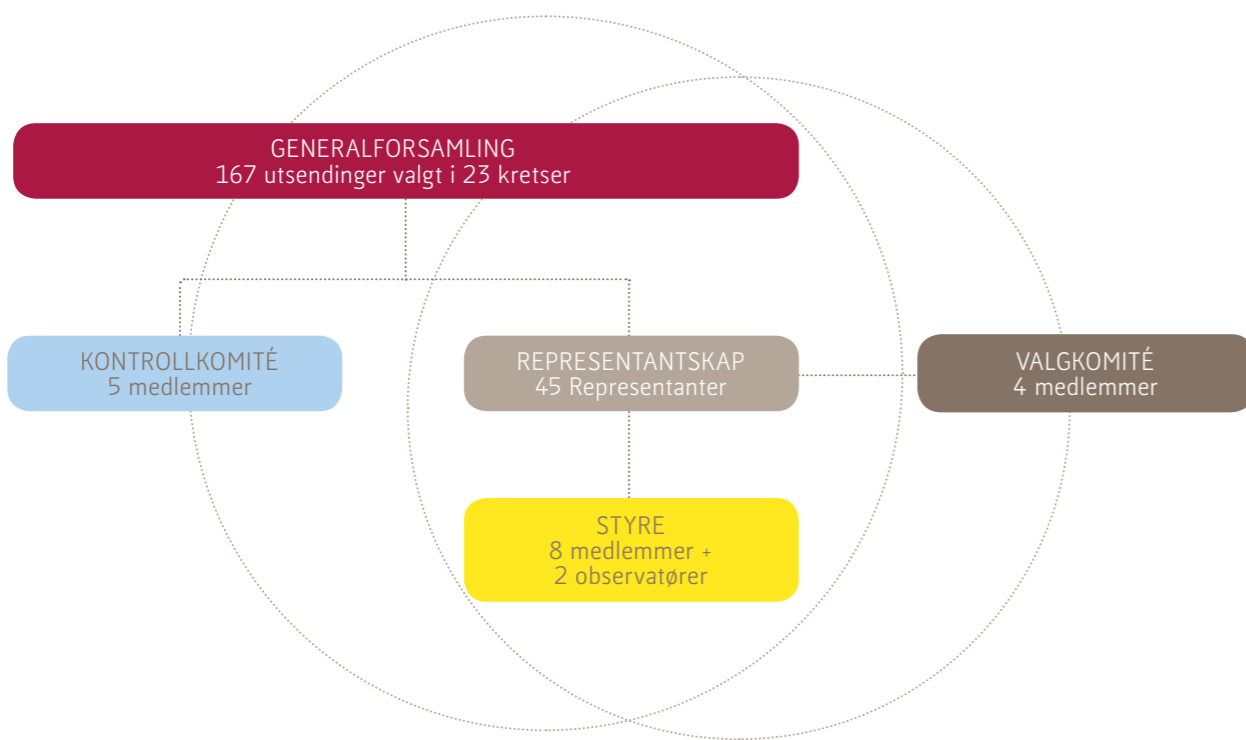 GENERALFORSAMLING
167 utsendinger valgt i 23 kretser
KONTROLLKOMITÉ
5 medlemmer
REPRESENTANTSKAP
45 Representanter
VALGKOMITÉ
4 medlemmer
STYRE
8 medlemmer +
2 observatører